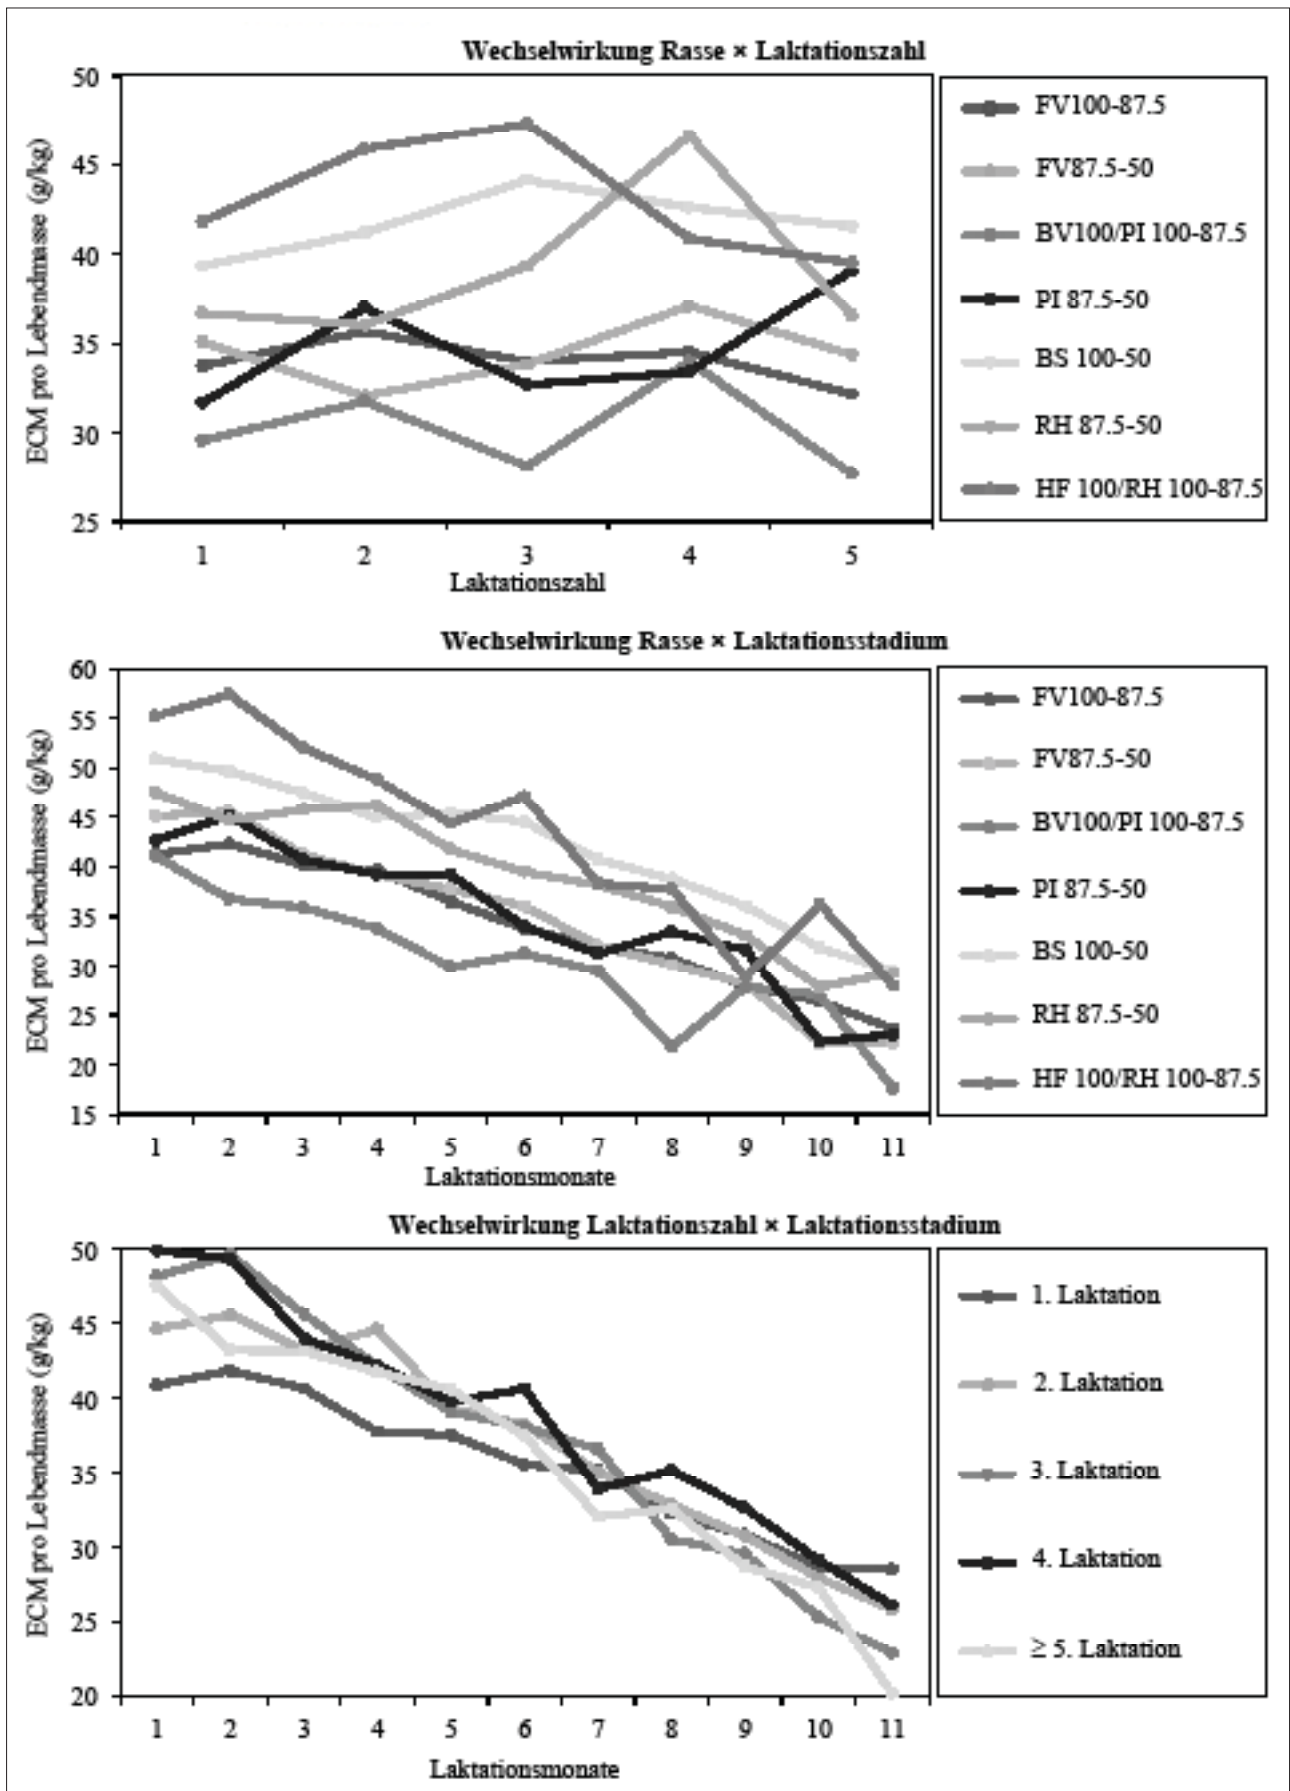 Wechselwirkung Rasse × Laktationszahl
50
45
40
35
30
25
ECM pro Lebendmasse (g/kg)
1 2 3 4 5
Laktationszahl
FV100-87.5
FV87.5-50
BV100/PI 100-87.5
PI 87.5-50
BS 100-50
RH 87.5-50
HF 100/RH 100-87.5
Wechselwirkung Rasse × Laktationsstadium
60
55
50
45
40
35
30
25
20
15
ECM pro Lebendmasse (g/kg)
1 2 3 4 5 6 7 8 9 10 11
Laktationsmonate
FV100-87.5
FV87.5-50
BV100/PI 100-87.5
PI 87.5-50
BS 100-50
RH 87.5-50
HF 100/RH 100-87.5
Wechselwirkung Laktationszahl × Laktationsstadium
50
45
40
35
30
25
20
ECM pro Lebendmasse (g/kg)
1 2 3 4 5 6 7 8 9 10 11
Laktationsmonate
1. Laktation
2. Laktation
3. Laktation
4. Laktation
≥ 5. Laktation